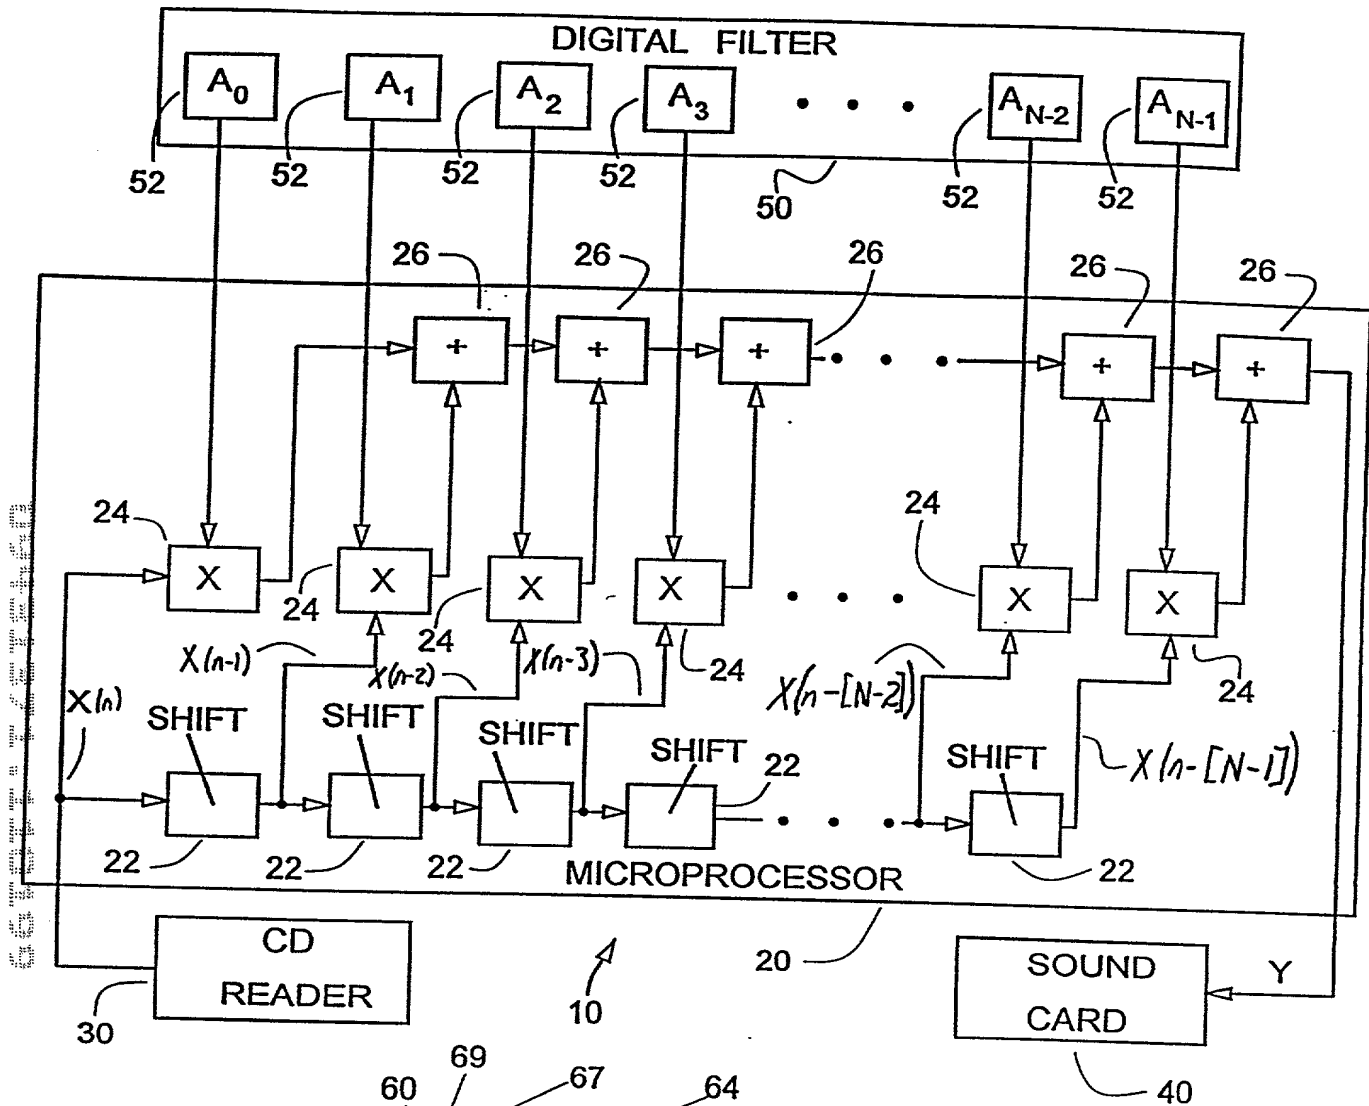 DIGITAL FILTER
A0 A1 A2 A3 • • • AN-2 AN-1
52 52 52 52 50 52 52
26 26 26 26 26
+ + + • • • + +
24 24 24 24 24 24
X X X X • • • X X
X(n) X(n-1) X(n-2) X(n-3) X(n-[N-2]) X(n-[N-1])
SHIFT SHIFT SHIFT SHIFT SHIFT
22 22 22 22 22
MICROPROCESSOR
20
CD
READER
30
10
SOUND
CARD
Y
40
60 69 67 64